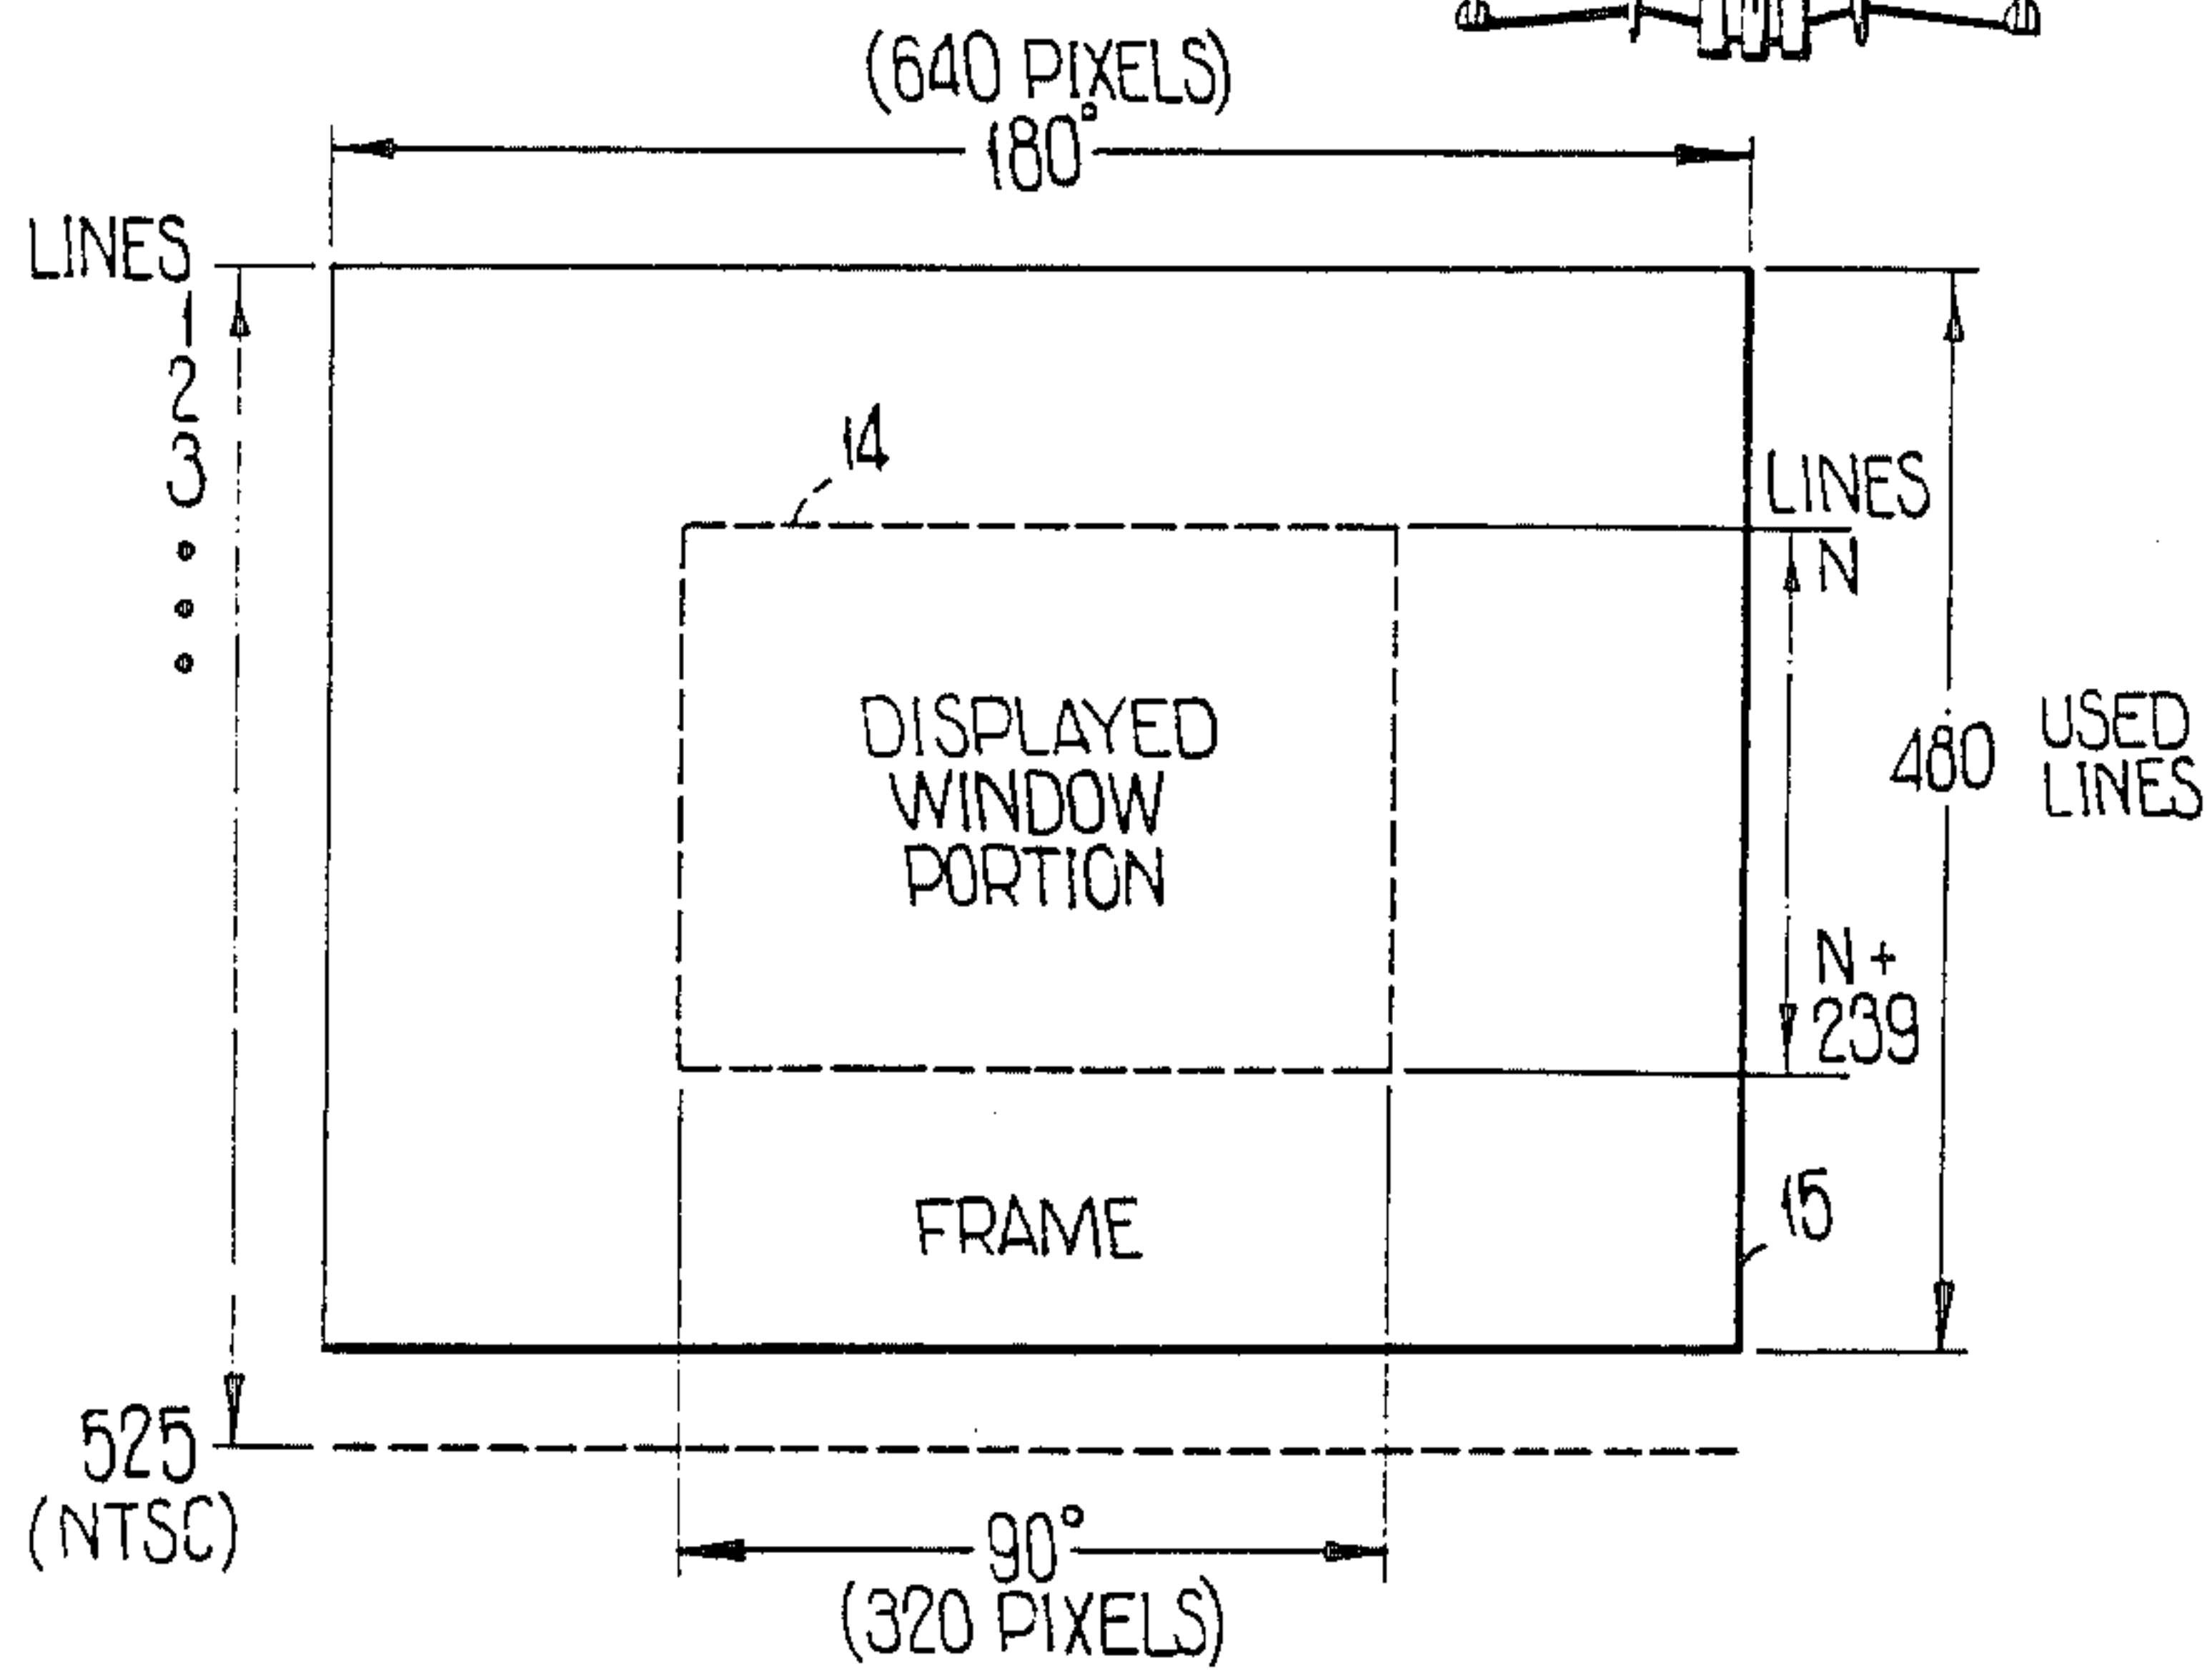 (640 PIXELS)
180°
LINES
1
2
3
14
LINES
N
DISPLAYED
WINDOW
PORTION
480
USED
LINES
N+
239
FRAME
15
525
(NTSC)
90°
(320 PIXELS)